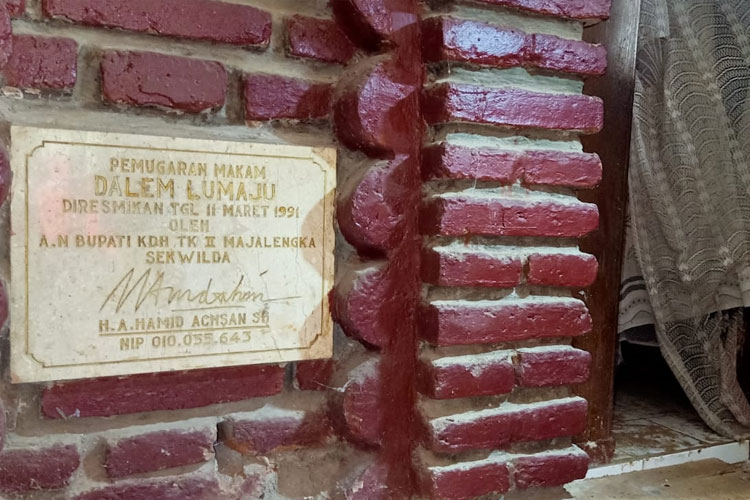 PEMUGARAN MAKAM
DALEM LUMAJU
DIRESMIKAN TGL 11 MARET 1991
OLEH
A.N BUPATI KDH TK II MAJALENGKA
SEKWILDA
H.A.HAMID ACHSAN SH
NIP 010.055.643